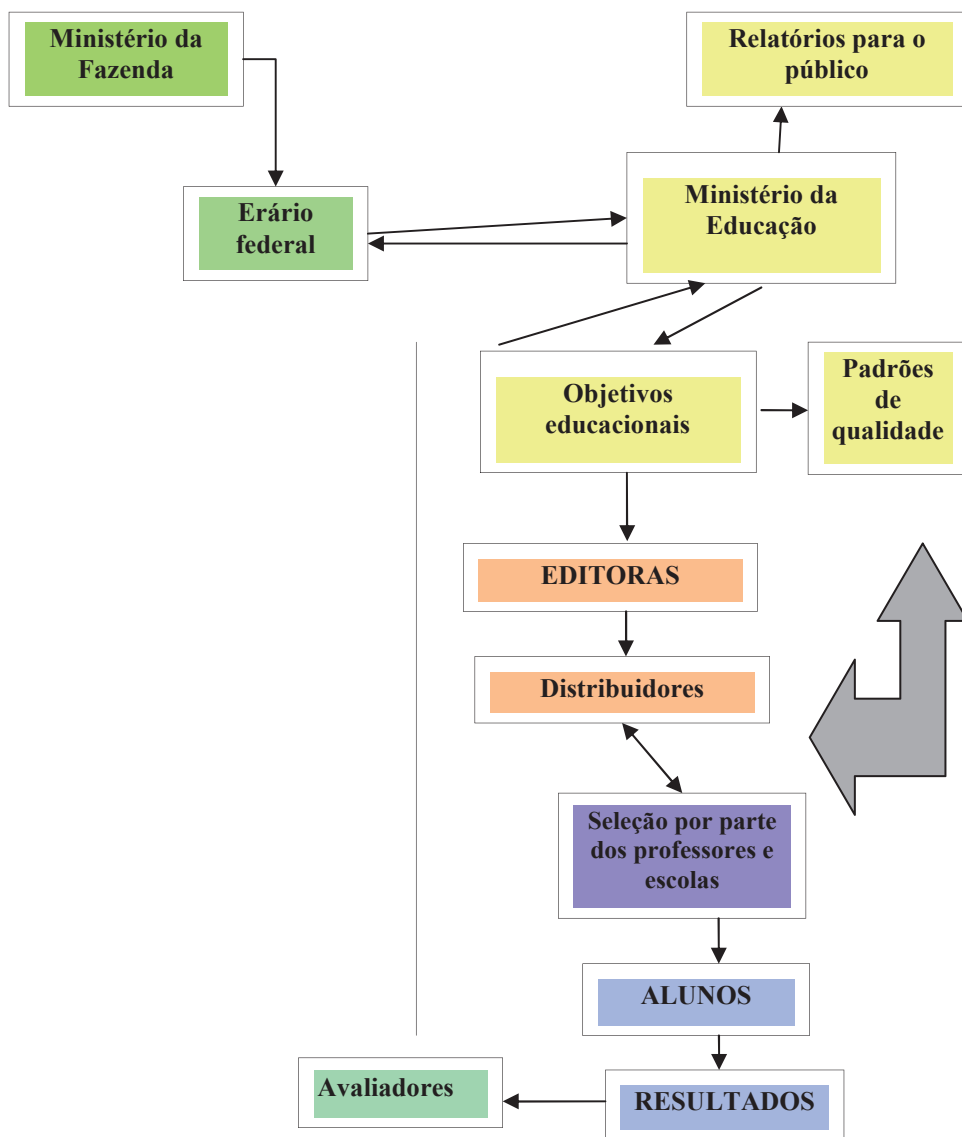 Ministério da
Fazenda
Relatórios para o
público
Erário
federal
Ministério da
Educação
Objetivos
educacionais
Padrões
de
qualidade
EDITORAS
Distribuidores
Seleção por parte
dos professores e
escolas
ALUNOS
Avaliadores
RESULTADOS